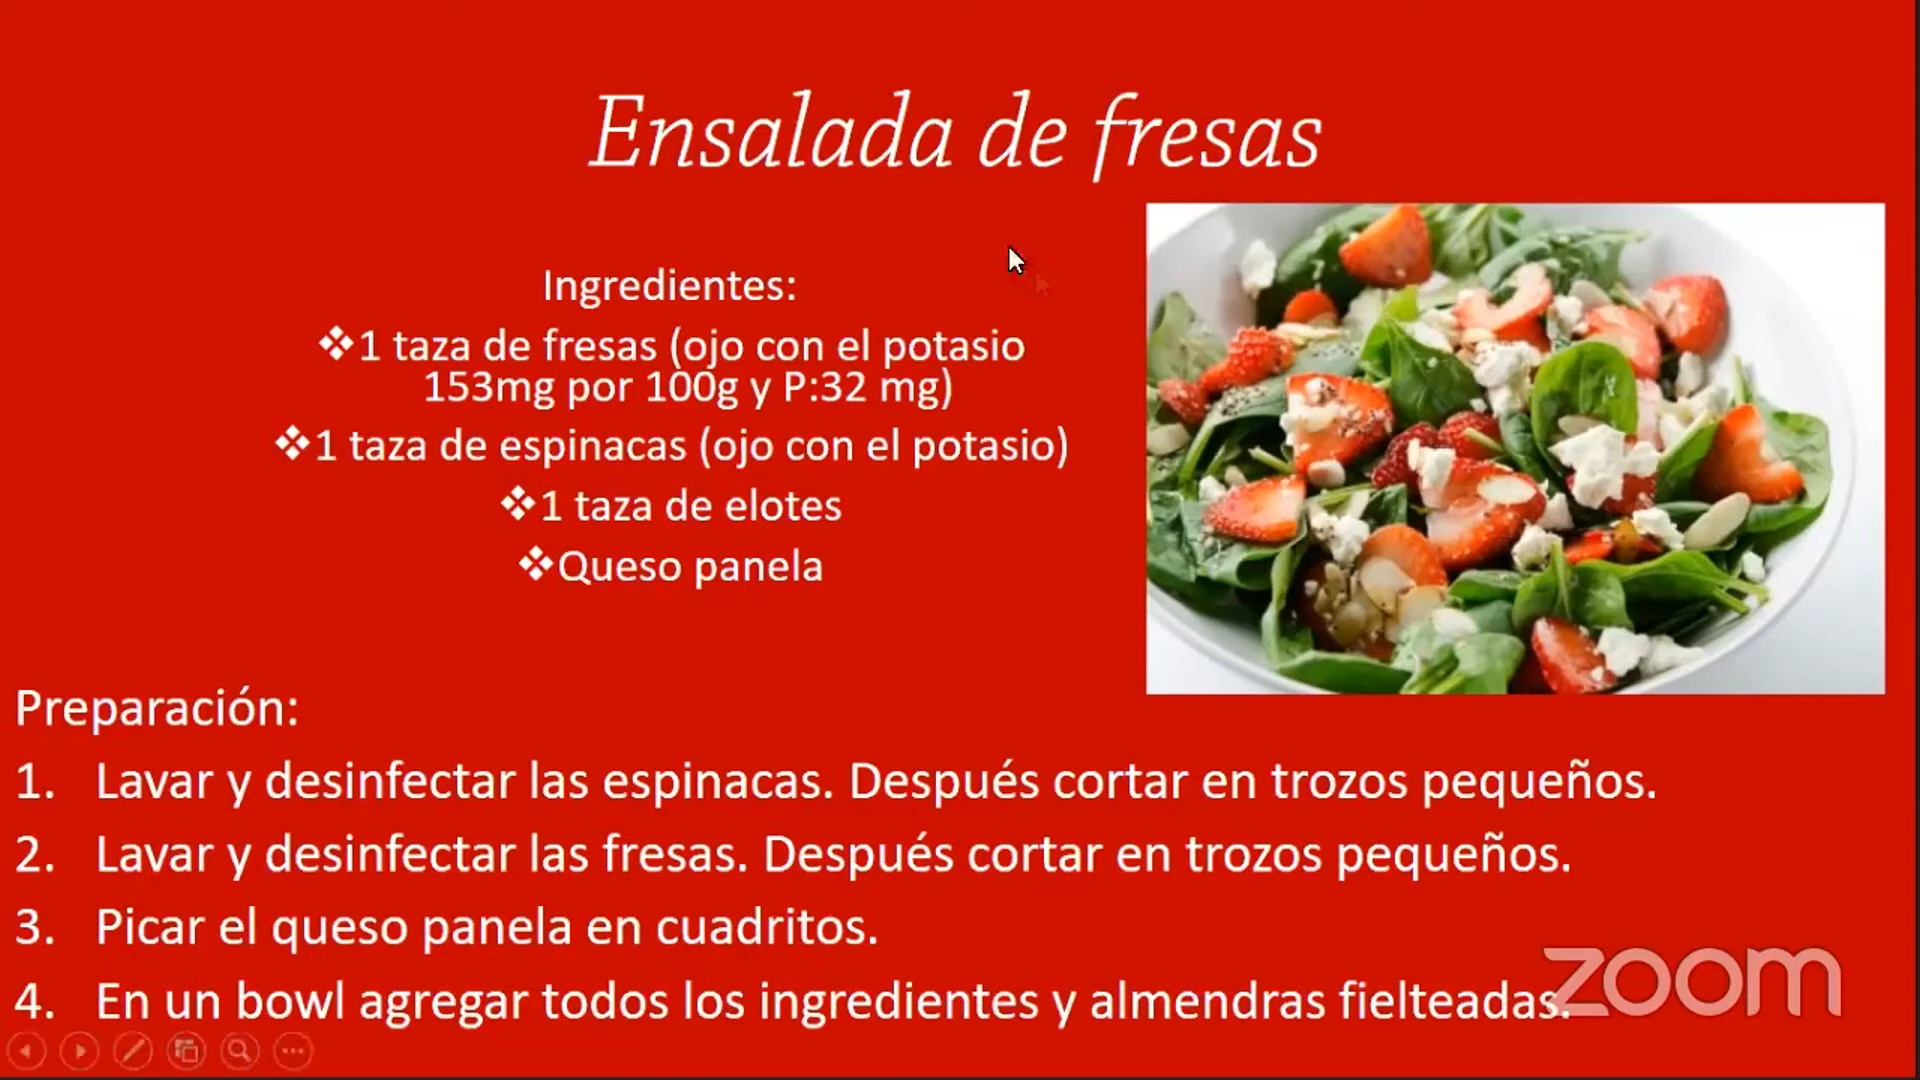 Ensalada de fresas
Ingredientes:
❖1 taza de fresas (ojo con el potasio
153mg por 100g y P:32 mg)
❖1 taza de espinacas (ojo con el potasio)
❖1 taza de elotes
❖Queso panela
Preparación:
1. Lavar y desinfectar las espinacas. Después cortar en trozos pequeños.
2. Lavar y desinfectar las fresas. Después cortar en trozos pequeños.
3. Picar el queso panela en cuadritos.
4. En un bowl agregar todos los ingredientes y almendras fielteadas.
zoom